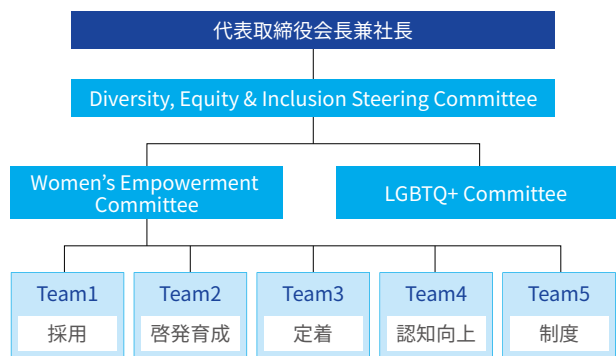 代表取締役会長兼社長
Diversity, Equity & Inclusion Steering Committee
Women’s Empowerment
Committee
LGBTQ+ Committee
Team1
採用
Team2
啓発育成
Team3
定着
Team4
認知向上
Team5
制度